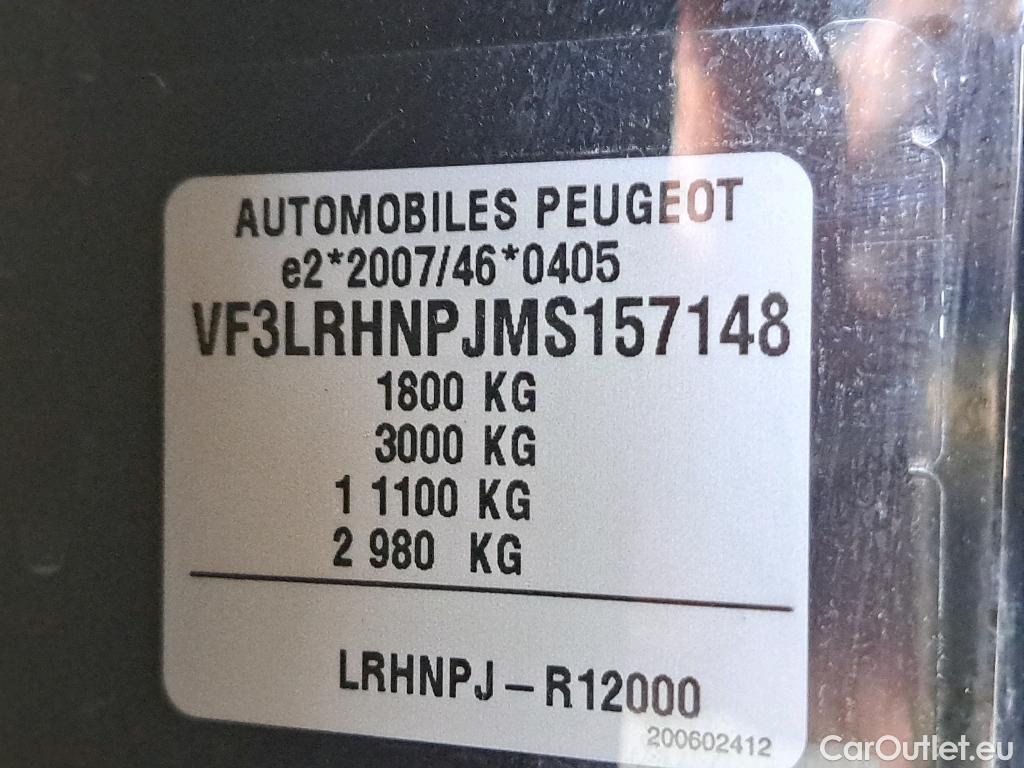 AUTOMOBILES PEUGEOT
e2*2007/46*0405
VF3LRHNPJMS157148
1800 KG
3000 KG
1 1100 KG
2 980 KG
LRHNPJ – R12000
200602412
CarOutlet.eu